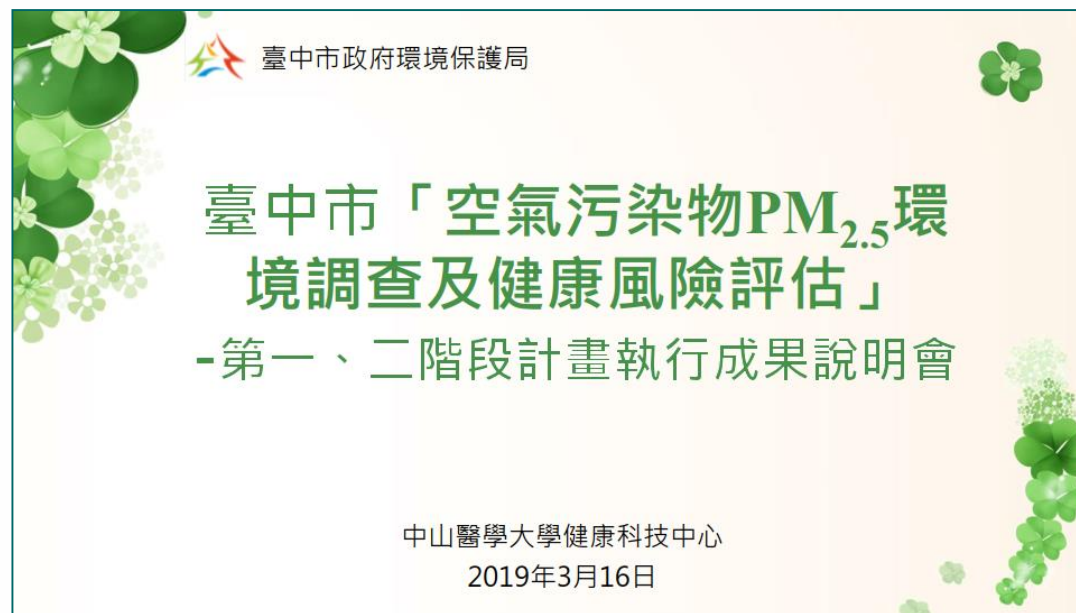 臺中市政府環境保護局
臺中市「空氣污染物PM2.5環
境調查及健康風險評估」
-第一、二階段計畫執行成果說明會
中山醫學大學健康科技中心
2019年3月16日